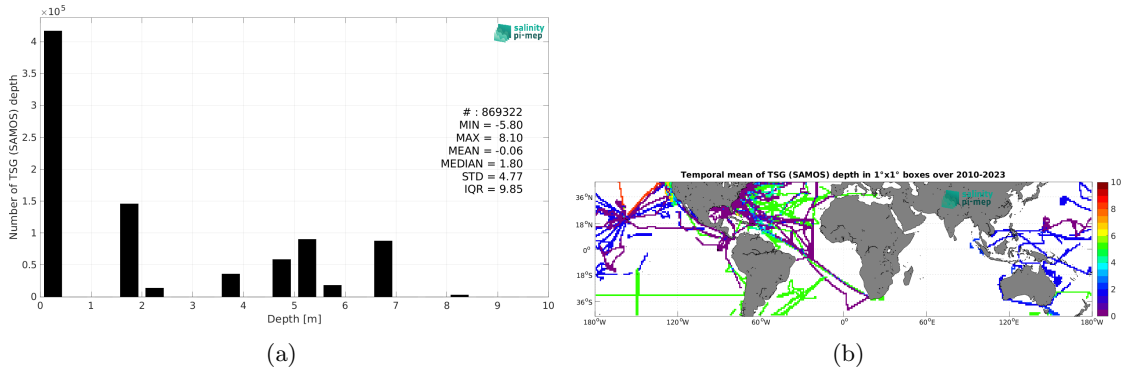 ×10⁵
4
3.5
3
2.5
2
1.5
1
0.5
0
Number of TSG (SAMOS) depth
salinity
pi-mep
# : 869322
MIN = -5.80
MAX = 8.10
MEAN = -0.06
MEDIAN = 1.80
STD = 4.77
IQR = 9.85
0 1 2 3 4 5 6 7 8 9 10
Depth [m]
(a)
Temporal mean of TSG (SAMOS) depth in 1°x1° boxes over 2010-2023
pi-mep
36°N
18°N
0°
18°S
36°S
180°W 120°W 60°W 0° 60°E 120°E 180°W
10
8
6
4
2
0
(b)